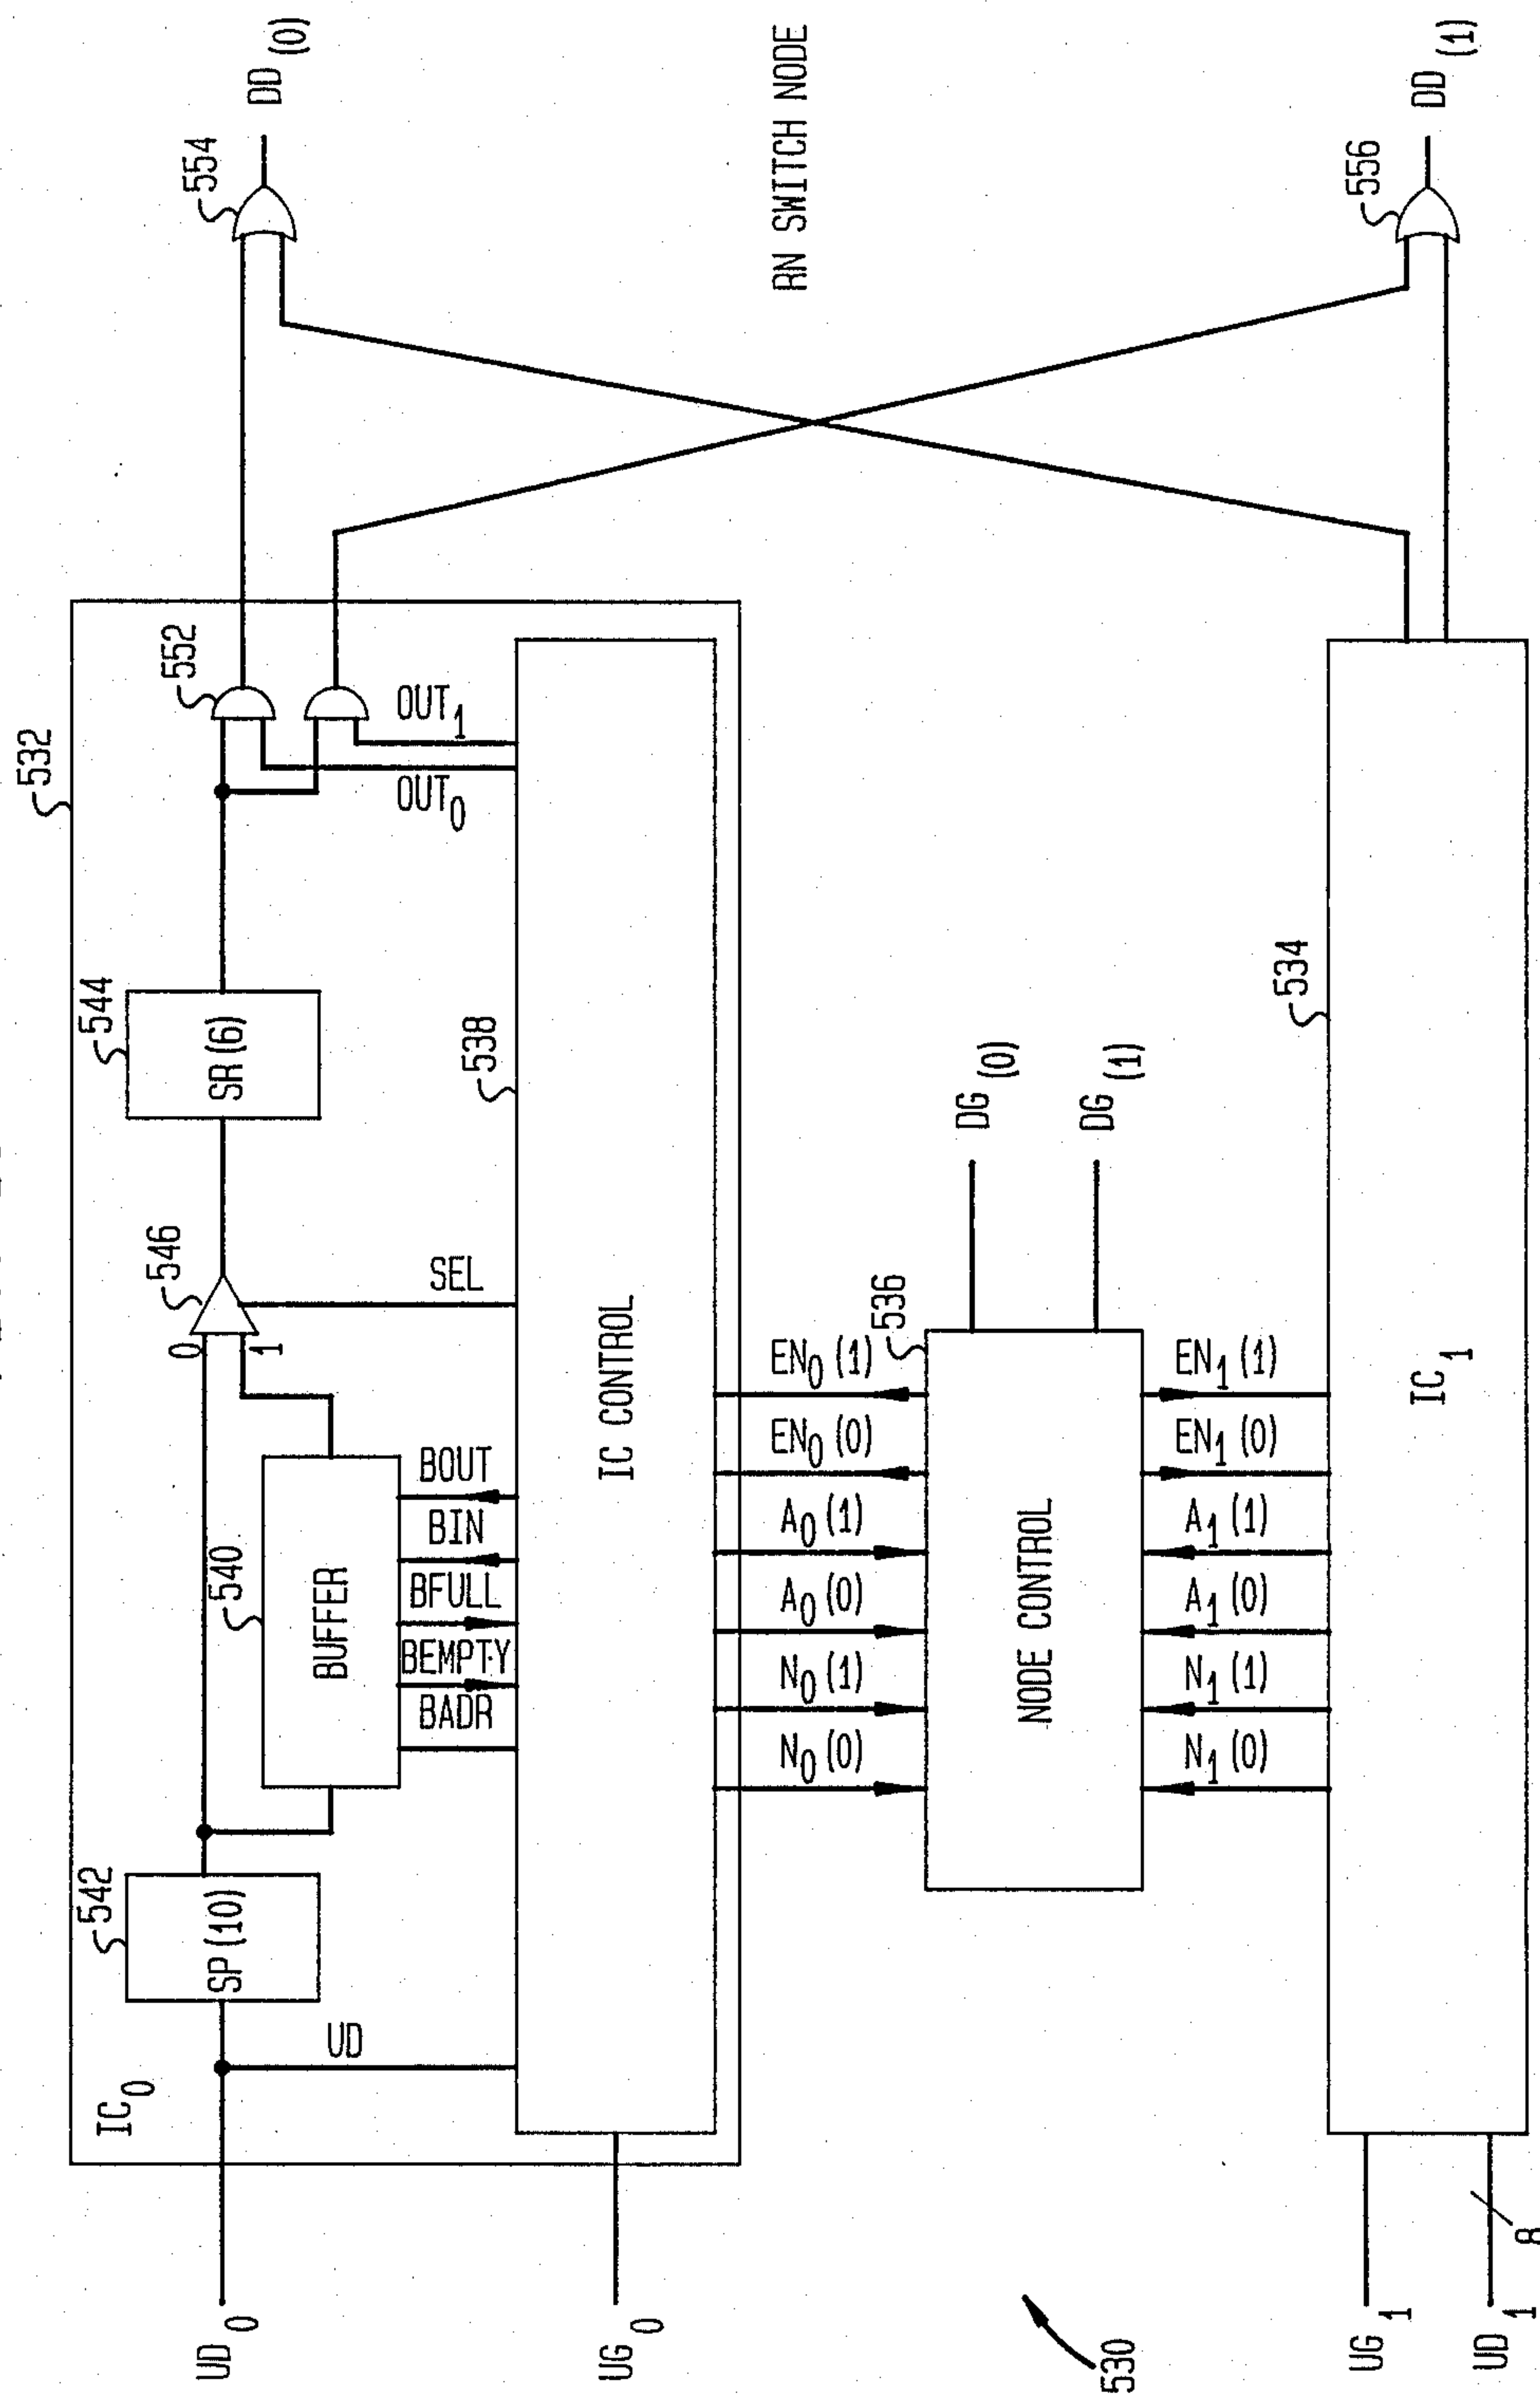 532
IC0
542
SP(10)
UD
540
BUFFER
BADR
BEMPTY
BFULL
BIN
BOUT
0
1
546
SEL
544
SR(6)
552
OUT0
OUT1
538
IC CONTROL
UD0
UG0
554
DD(0)
RN SWITCH NODE
N0(0)
N0(1)
A0(0)
A0(1)
EN0(0)
EN0(1)
536
NODE CONTROL
DG(0)
DG(1)
N1(0)
N1(1)
A1(0)
A1(1)
EN1(0)
EN1(1)
530
534
IC1
UG1
UD1
8
556
DD(1)